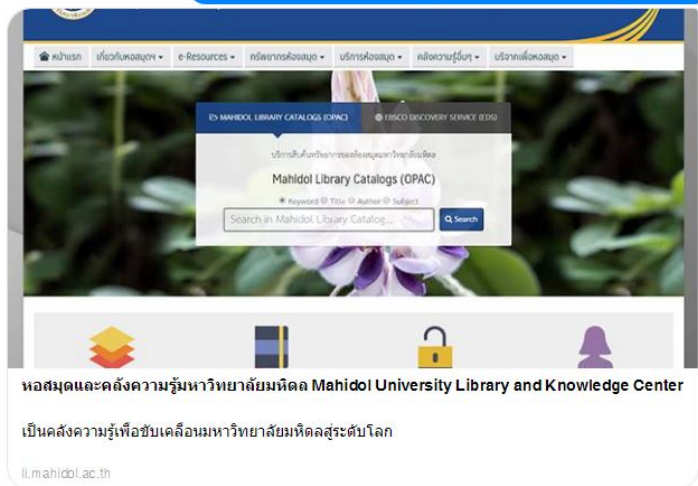 หน้าแรก เกี่ยวกับหอสมุดฯ e-Resources ทรัพยากรห้องสมุด บริการห้องสมุด คลังความรู้อื่นๆ บริจาคเพื่อหอสมุด
MAHIDOL LIBRARY CATALOGS (OPAC) EBSCO DISCOVERY SERVICE (EDS)
บริการสืบค้นทรัพยากรของห้องสมุดมหาวิทยาลัยมหิดล
Mahidol Library Catalogs (OPAC)
Keyword Title Author Subject
Search in Mahidol Library Catalog... Search
หอสมุดและคลังความรู้มหาวิทยาลัยมหิดล Mahidol University Library and Knowledge Center
เป็นคลังความรู้เพื่อขับเคลื่อนมหาวิทยาลัยมหิดลสู่ระดับโลก
li.mahidol.ac.th